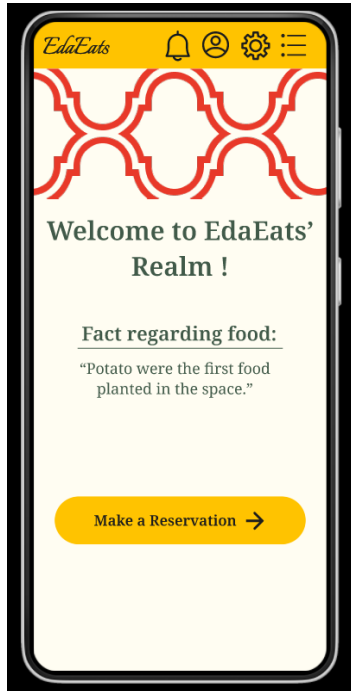 EdaEats
Welcome to EdaEats’
Realm !
Fact regarding food:
“Potato were the first food
planted in the space.”
Make a Reservation